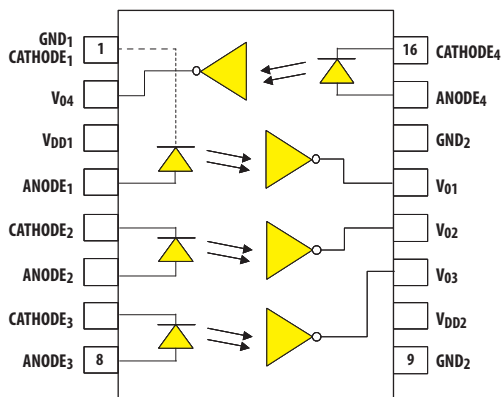 GND1
CATHODE1
1
16
CATHODE4
V04
ANODE4
VDD1
GND2
ANODE1
V01
CATHODE2
V02
ANODE2
V03
CATHODE3
VDD2
ANODE3
8
9
GND2